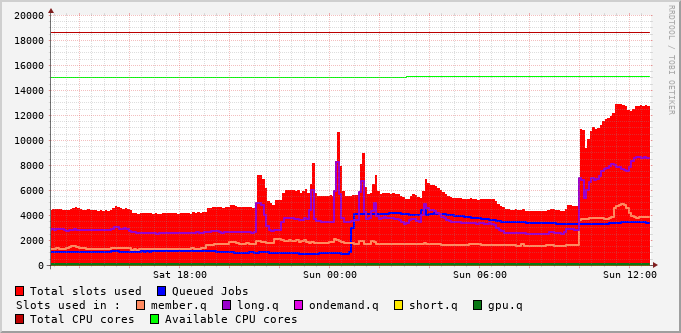 20000
18000
16000
14000
12000
10000
8000
6000
4000
2000
0
Sat 18:00 Sun 00:00 Sun 06:00 Sun 12:00
RRDTOOL / TOBI OETIKER
Total slots used Queued Jobs
Slots used in : member.q long.q ondemand.q short.q gpu.q
Total CPU cores Available CPU cores